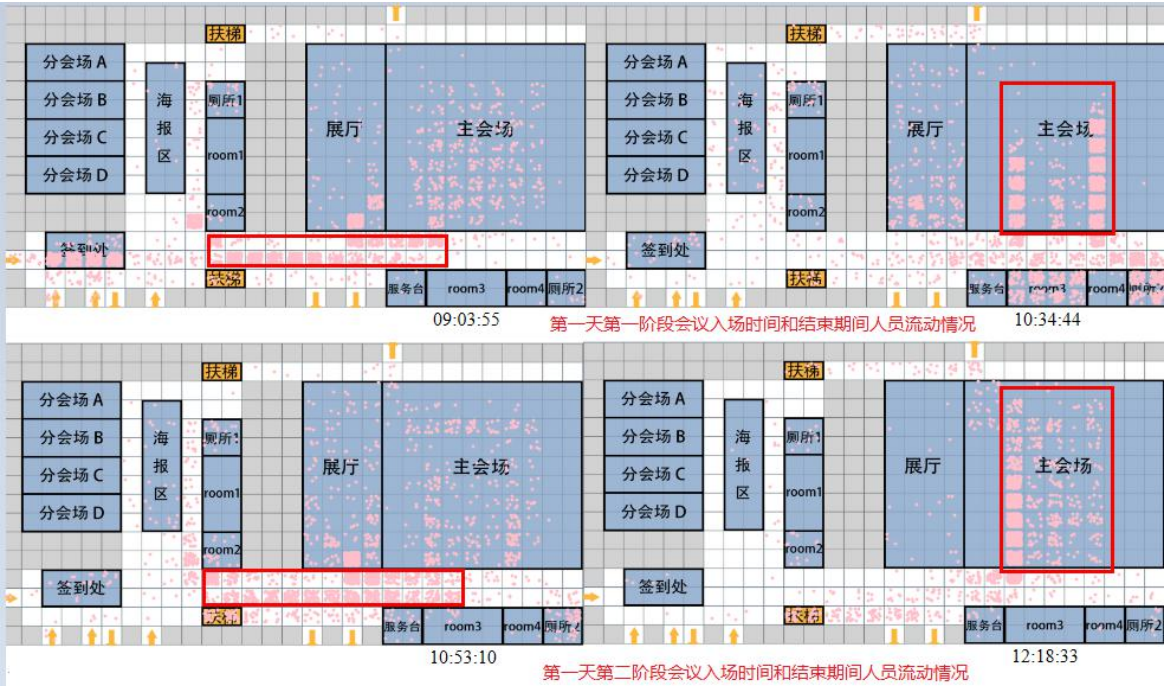 扶梯
分会场 A
分会场 B
分会场 C
分会场 D
海报区
厕所1
room1
room2
展厅
主会场
签到处
扶梯
服务台
room3
room4
厕所2
09:03:55
扶梯
分会场 A
分会场 B
分会场 C
分会场 D
海报区
厕所1
room1
room2
展厅
主会场
签到处
扶梯
服务台
room3
room4
厕所2
10:34:44
第一天第一阶段会议入场时间和结束期间人员流动情况
扶梯
分会场 A
分会场 B
分会场 C
分会场 D
海报区
厕所1
room1
room2
展厅
主会场
签到处
扶梯
服务台
room3
room4
厕所2
10:53:10
扶梯
分会场 A
分会场 B
分会场 C
分会场 D
海报区
厕所1
room1
room2
展厅
主会场
签到处
扶梯
服务台
room3
room4
厕所2
12:18:33
第一天第二阶段会议入场时间和结束期间人员流动情况